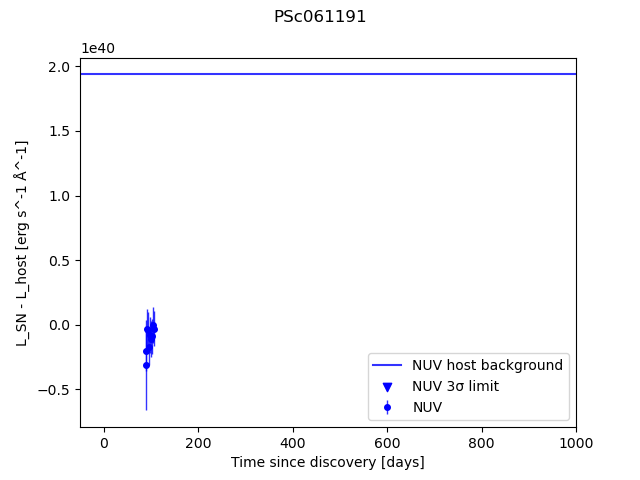 PSc061191
1e40
2.0
1.5
1.0
0.5
0.0
−0.5
L_SN - L_host [erg s^-1 Å^-1]
NUV host background
NUV 3σ limit
NUV
0 200 400 600 800 1000
Time since discovery [days]